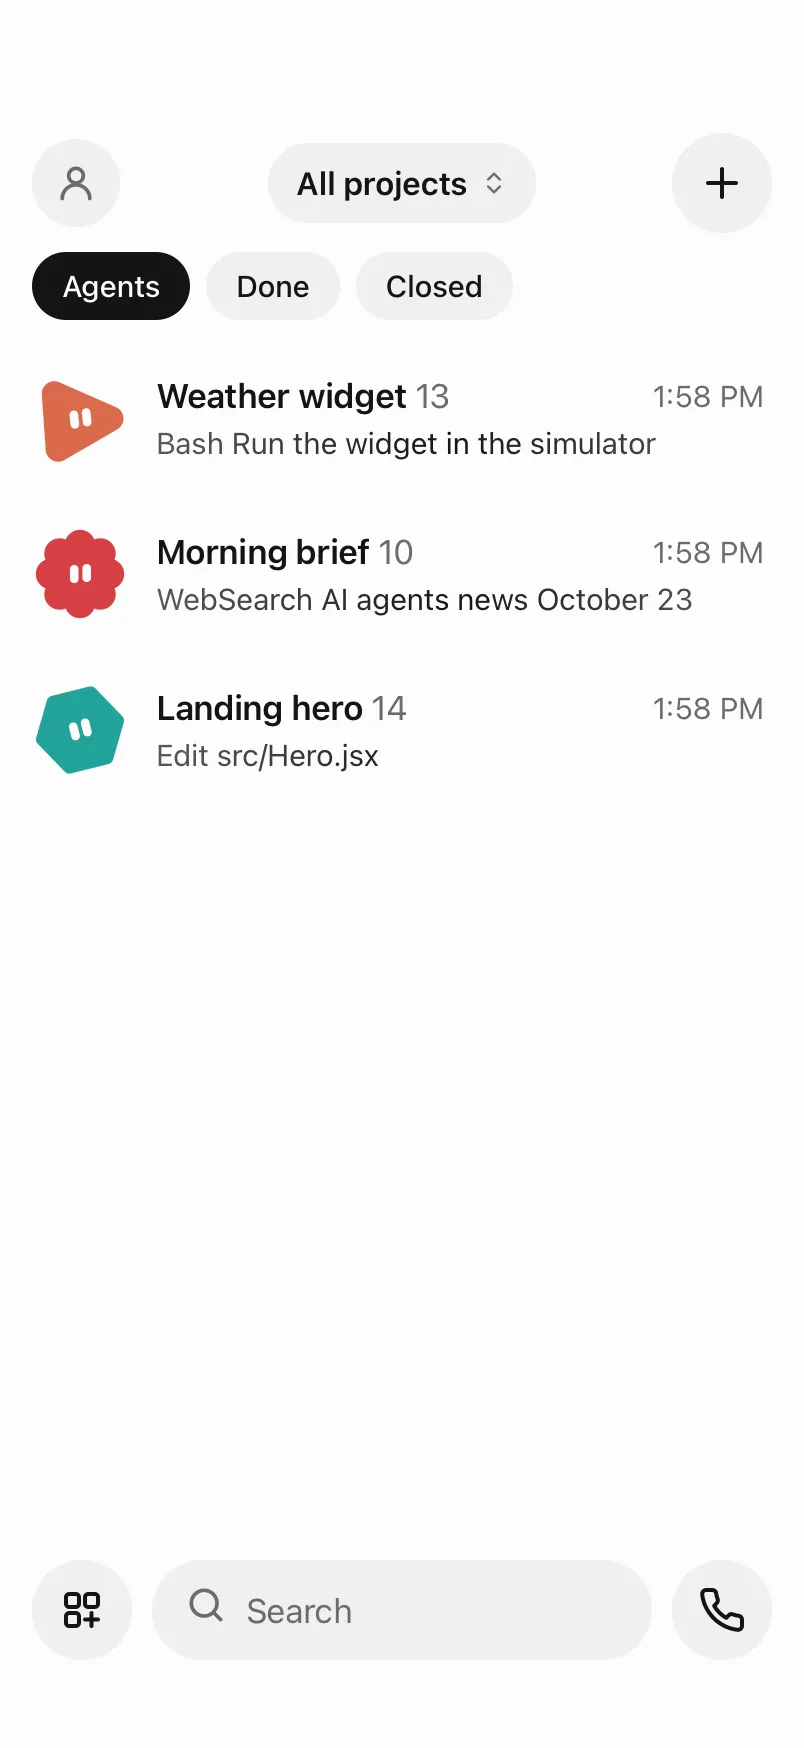 All projects
Agents Done Closed
Weather widget 13 1:58 PM
Bash Run the widget in the simulator
Morning brief 10 1:58 PM
WebSearch AI agents news October 23
Landing hero 14 1:58 PM
Edit src/Hero.jsx
Search